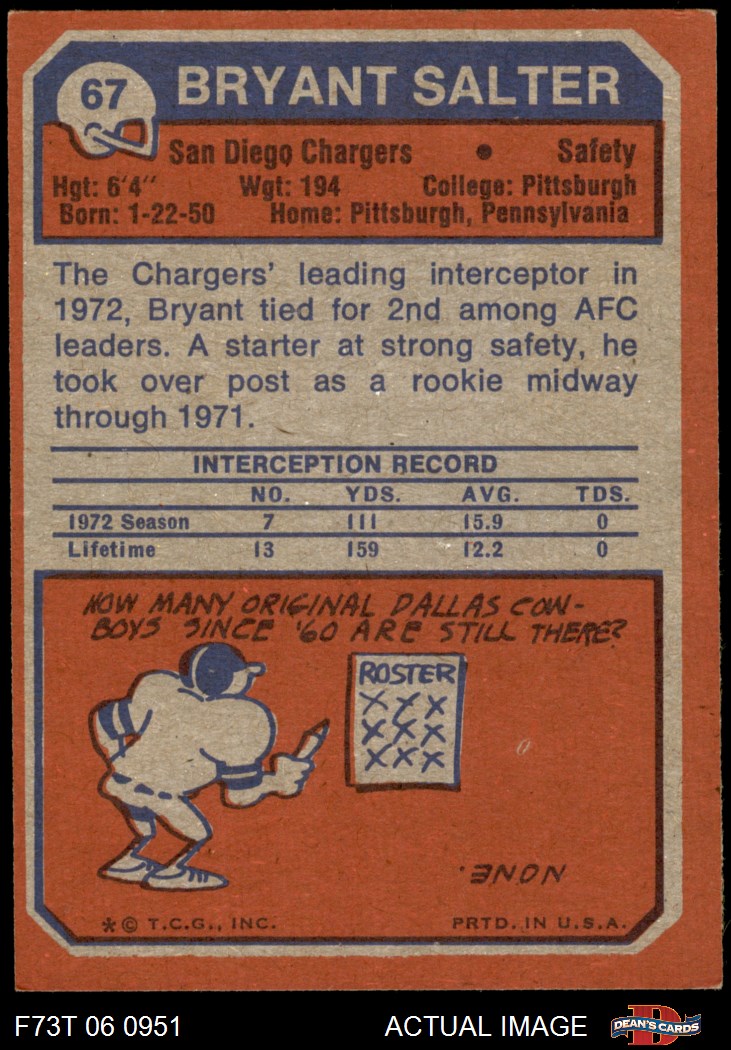 67
BRYANT SALTER
San Diego Chargers • Safety
Hgt: 6'4" Wgt: 194 College: Pittsburgh
Born: 1-22-50 Home: Pittsburgh, Pennsylvania
The Chargers' leading interceptor in
1972, Bryant tied for 2nd among AFC
leaders. A starter at strong safety, he
took over post as a rookie midway
through 1971.
INTERCEPTION RECORD
NO. YDS. AVG. TDS.
1972 Season 7 111 15.9 0
Lifetime 13 159 12.2 0
HOW MANY ORIGINAL DALLAS COW-
BOYS SINCE '60 ARE STILL THERE?
ROSTER
X X X
X X X
X X X
NONE.
*© T.C.G., INC. PRTD. IN U.S.A.
F73T 06 0951 ACTUAL IMAGE
D
DEAN'S CARDS